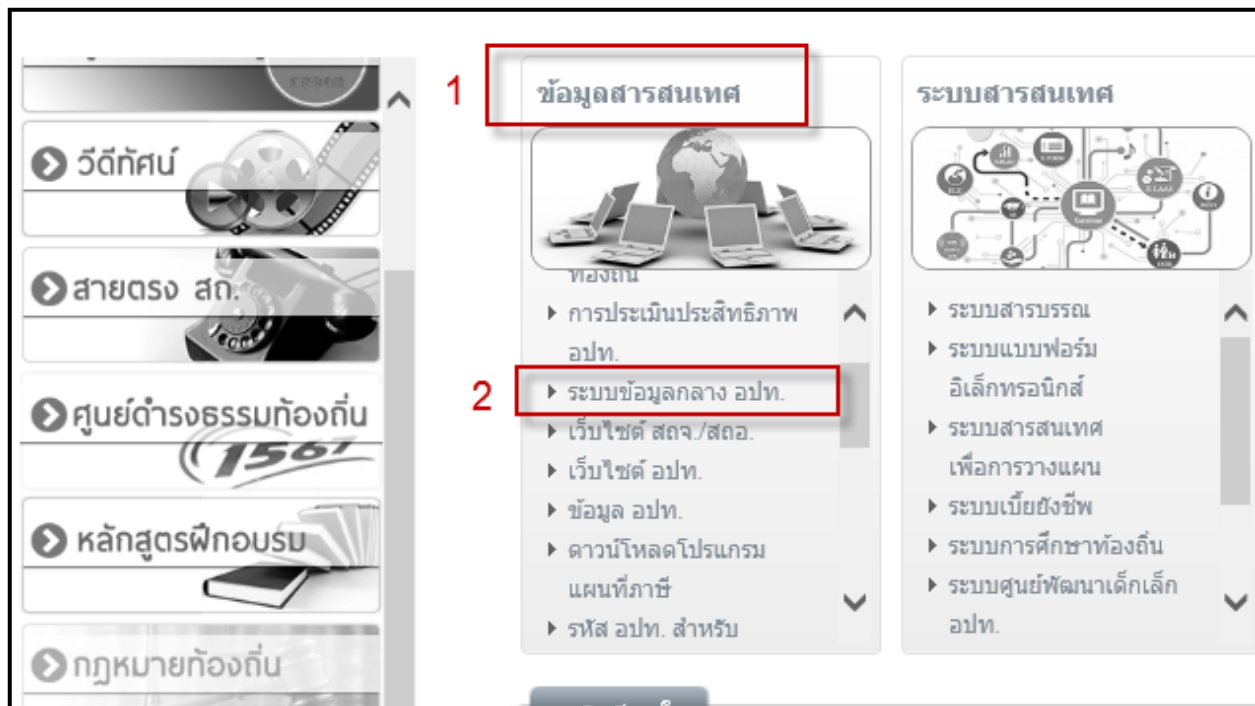 วีดีทัศน์
สายตรง สถ.
ศูนย์ดำรงธรรมท้องถิ่น
1567
หลักสูตรฝึกอบรม
กฎหมายท้องถิ่น
1
ข้อมูลสารสนเทศ
ท้องถิ่น
การประเมินประสิทธิภาพ
อปท.
2
ระบบข้อมูลกลาง อปท.
เว็บไซต์ สถจ./สถอ.
เว็บไซต์ อปท.
ข้อมูล อปท.
ดาวน์โหลดโปรแกรม
แผนที่ภาษี
รหัส อปท. สำหรับ
ระบบสารสนเทศ
ระบบสารบรรณ
ระบบแบบฟอร์ม
อิเล็กทรอนิกส์
ระบบสารสนเทศ
เพื่อการวางแผน
ระบบเบี้ยยังชีพ
ระบบการศึกษาท้องถิ่น
ระบบศูนย์พัฒนาเด็กเล็ก
อปท.